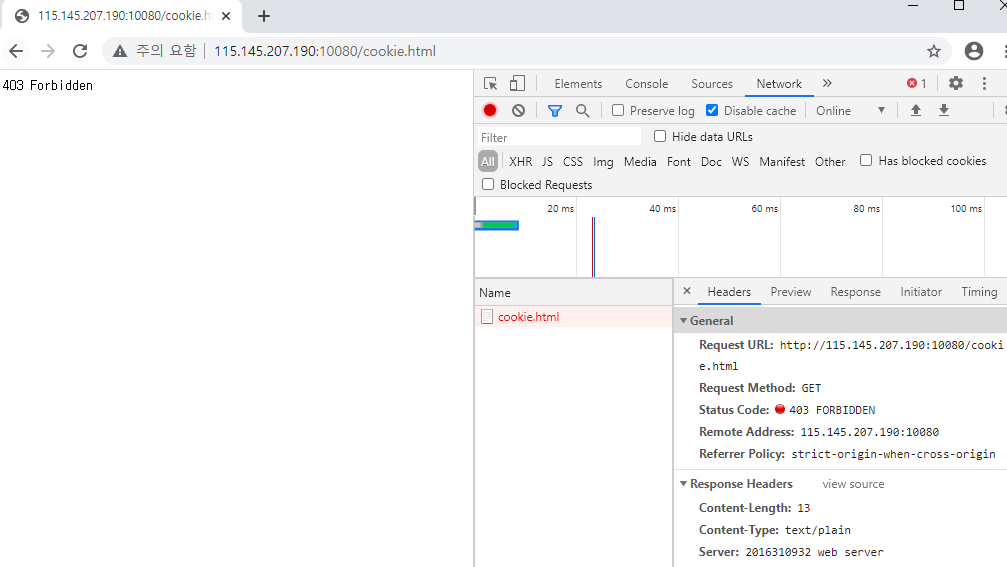 115.145.207.190:10080/cookie.h
주의 요함 | 115.145.207.190:10080/cookie.html
403 Forbidden
Elements Console Sources Network » 1
Preserve log Disable cache Online
Filter Hide data URLs
All XHR JS CSS Img Media Font Doc WS Manifest Other Has blocked cookies
Blocked Requests
20 ms 40 ms 60 ms 80 ms 100 ms
Name
cookie.html
× Headers Preview Response Initiator Timing
General
Request URL: http://115.145.207.190:10080/cooki
e.html
Request Method: GET
Status Code: 403 FORBIDDEN
Remote Address: 115.145.207.190:10080
Referrer Policy: strict-origin-when-cross-origin
Response Headers view source
Content-Length: 13
Content-Type: text/plain
Server: 2016310932 web server